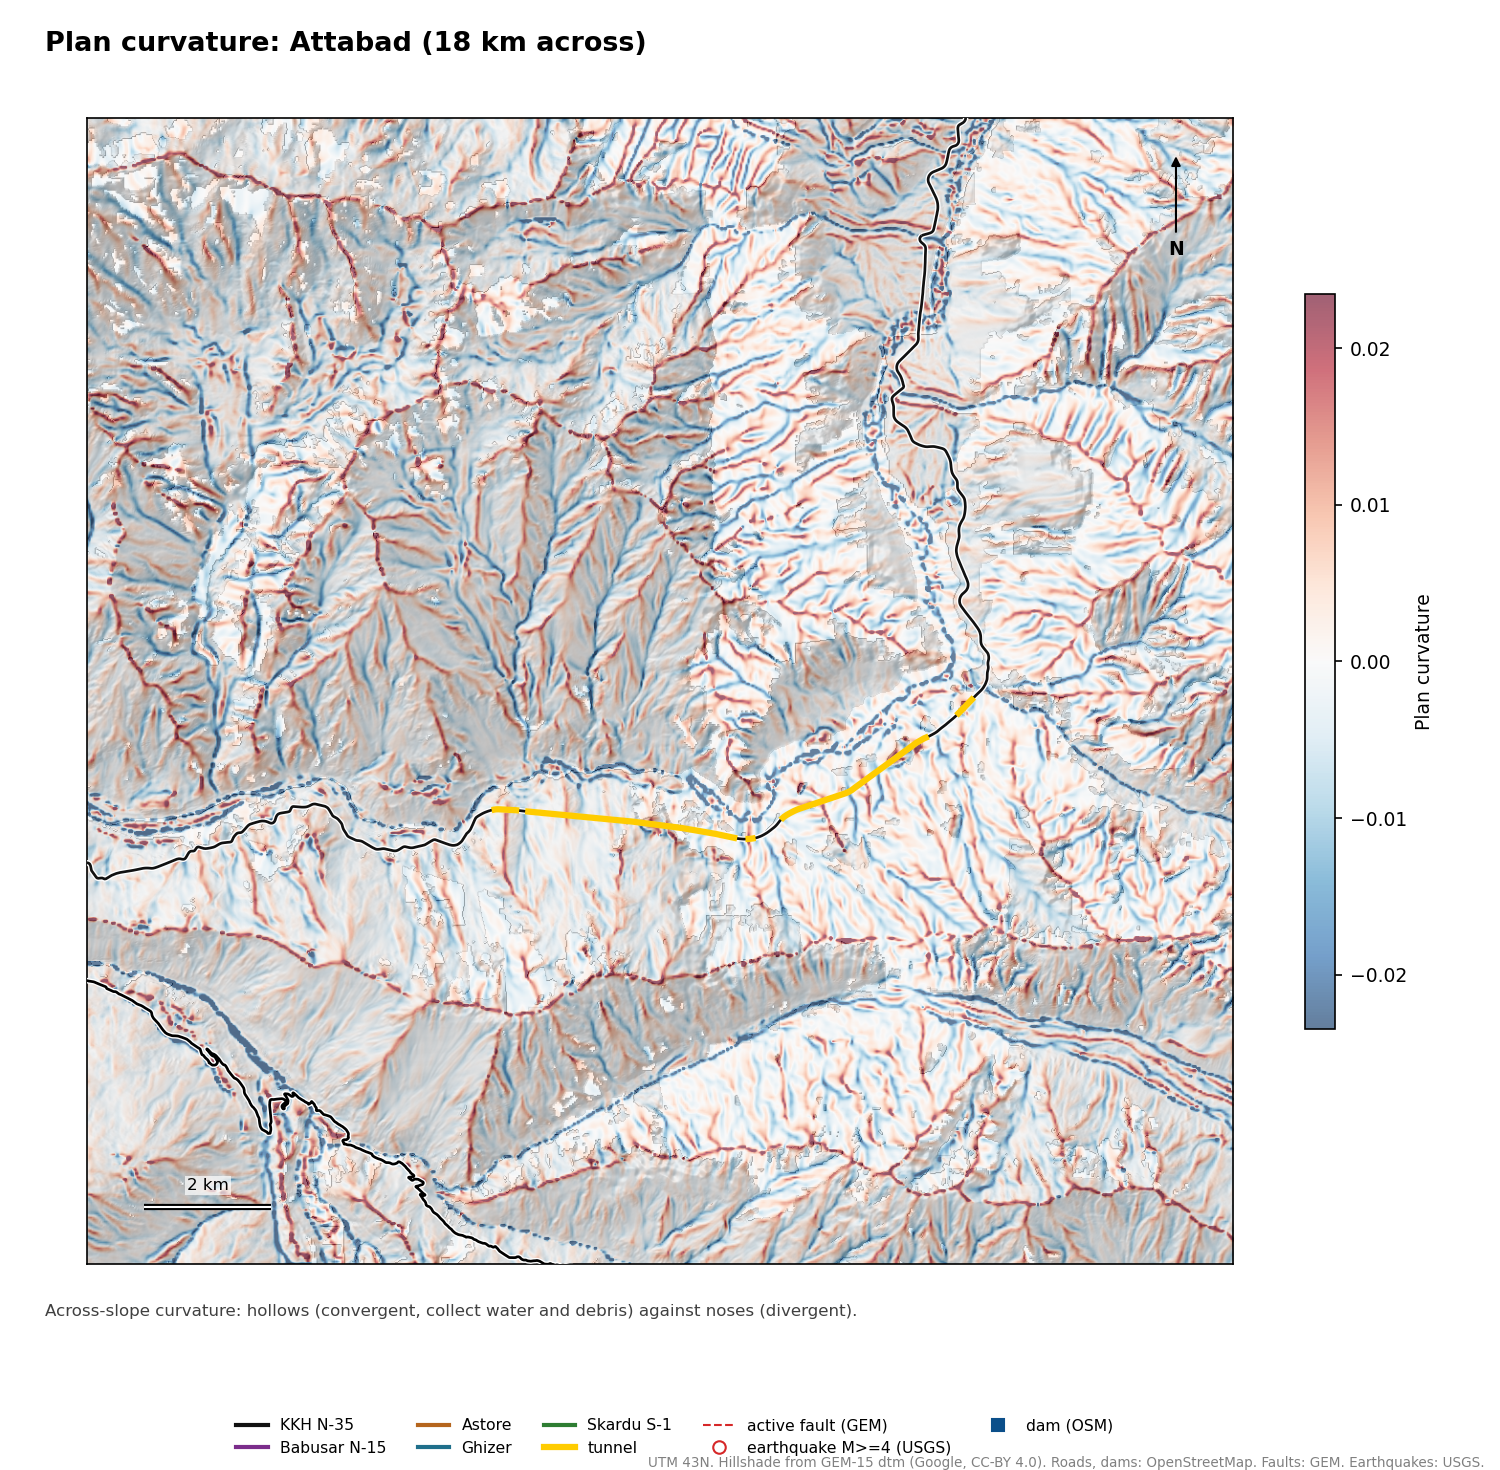 Plan curvature: Attabad (18 km across)
N
0.02
0.01
0.00
−0.01
−0.02
Plan curvature
2 km
Across-slope curvature: hollows (convergent, collect water and debris) against noses (divergent).
KKH N-35
Astore
Skardu S-1
active fault (GEM)
dam (OSM)
Babusar N-15
Ghizer
tunnel
earthquake M>=4 (USGS)
UTM 43N. Hillshade from GEM-15 dtm (Google, CC-BY 4.0). Roads, dams: OpenStreetMap. Faults: GEM. Earthquakes: USGS.